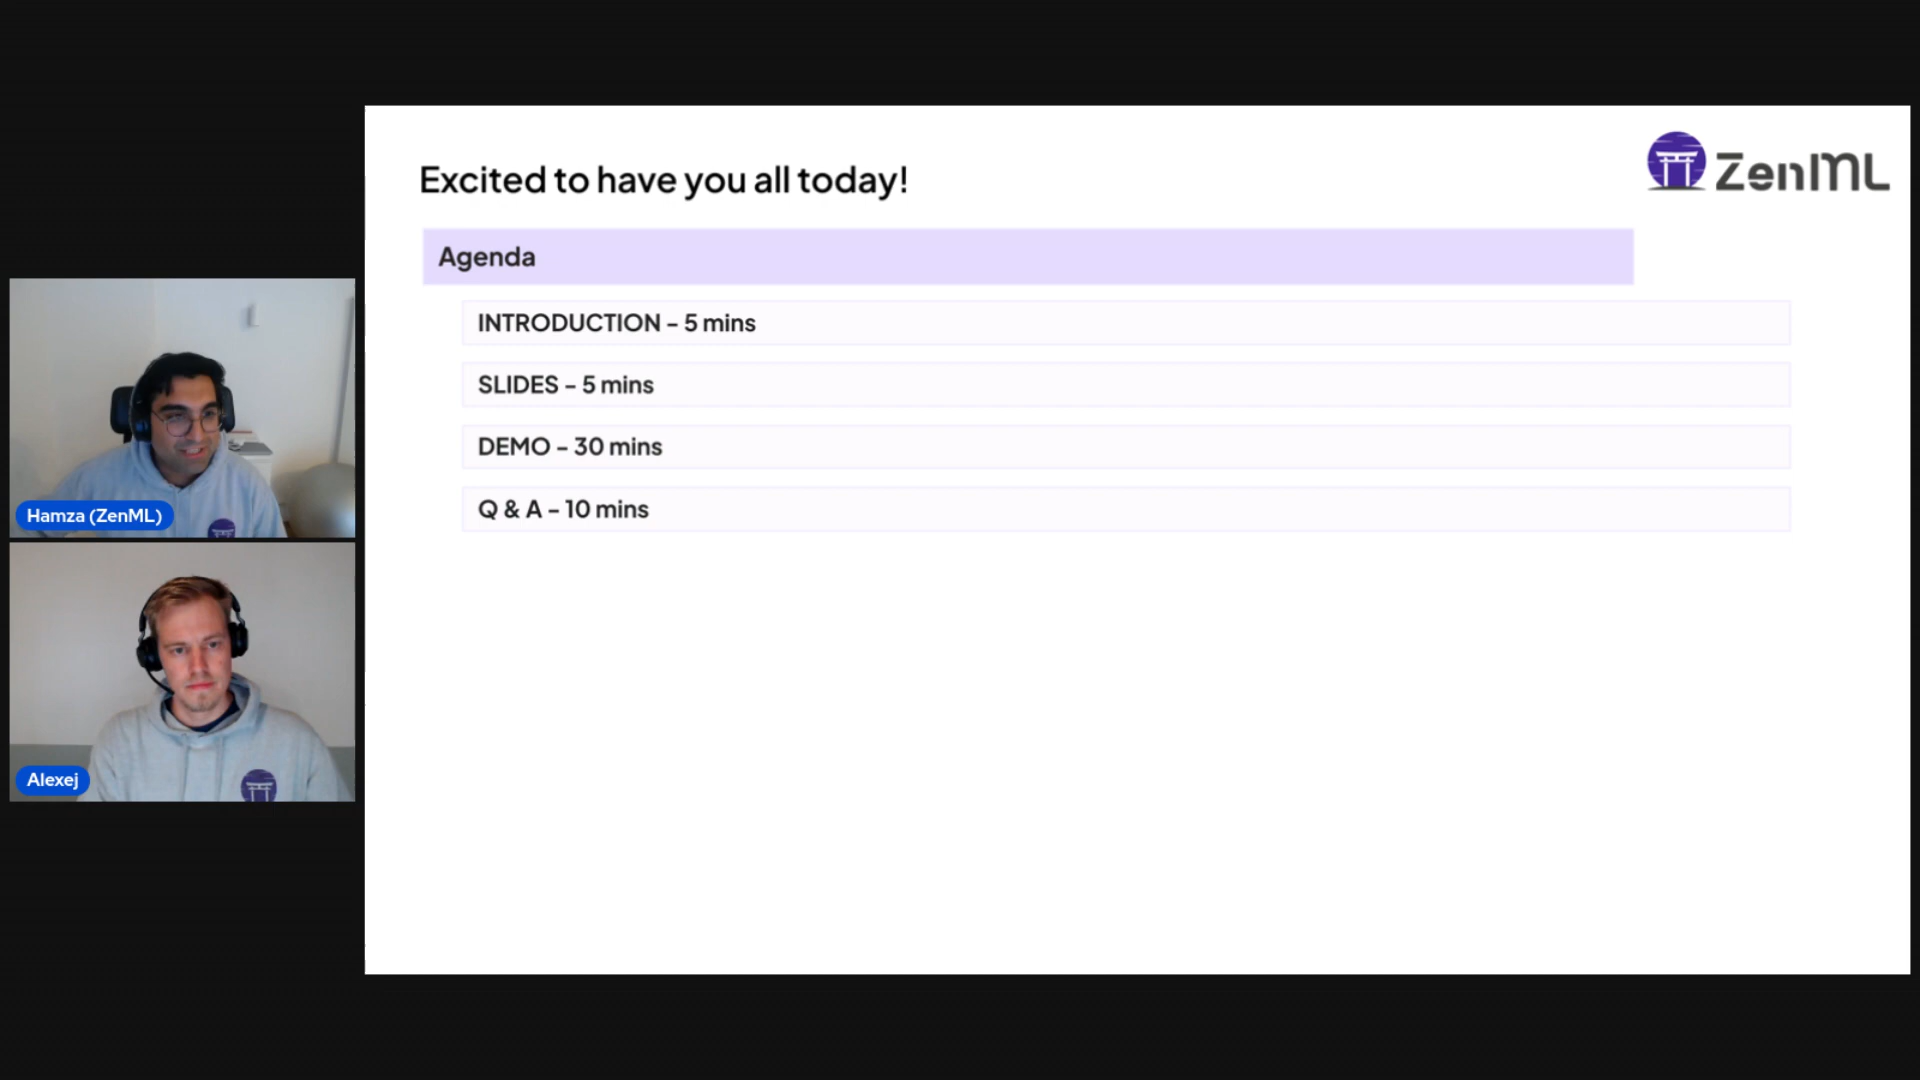 Excited to have you all today!
ZenML
Agenda
INTRODUCTION – 5 mins
SLIDES – 5 mins
DEMO – 30 mins
Q & A – 10 mins
Hamza (ZenML)
Alexej